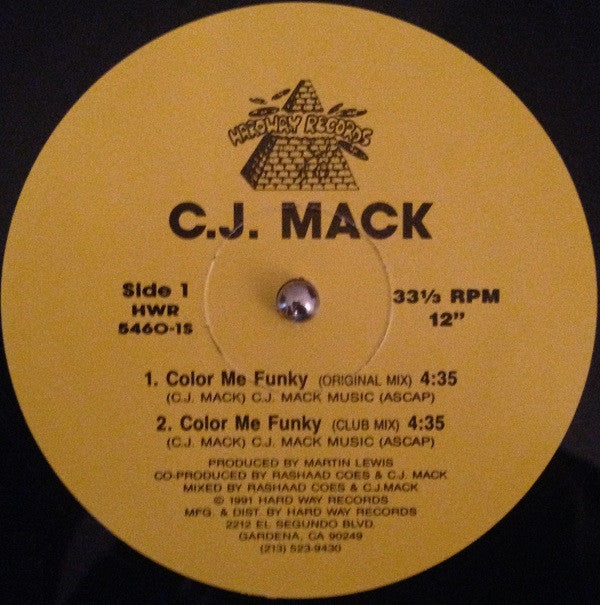 HARDWAY RECORDS
C.J. MACK
Side 1
HWR
5460-1S
33⅓ RPM
12"
1. Color Me Funky (ORIGINAL MIX) 4:35
(C.J. MACK) C.J. MACK MUSIC (ASCAP)
2. Color Me Funky (CLUB MIX) 4:35
(C.J. MACK) C.J. MACK MUSIC (ASCAP)
PRODUCED BY MARTIN LEWIS
CO-PRODUCED BY RASHAAD COES & C.J. MACK
MIXED BY RASHAAD COES & C.J.MACK
© 1991 HARD WAY RECORDS
MFG. & DIST. BY HARD WAY RECORDS
2212 EL SEGUNDO BLVD.
GARDENA, CA 90249
(213) 523-9430